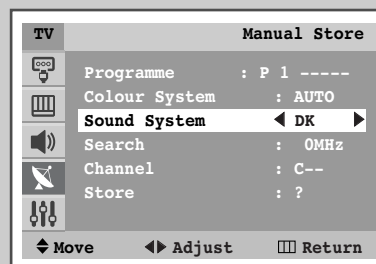 TV Manual Store
Programme : P 1 -----
Colour System : AUTO
Sound System DK
Search : 0MHz
Channel : C--
Store : ?
Move Adjust Return